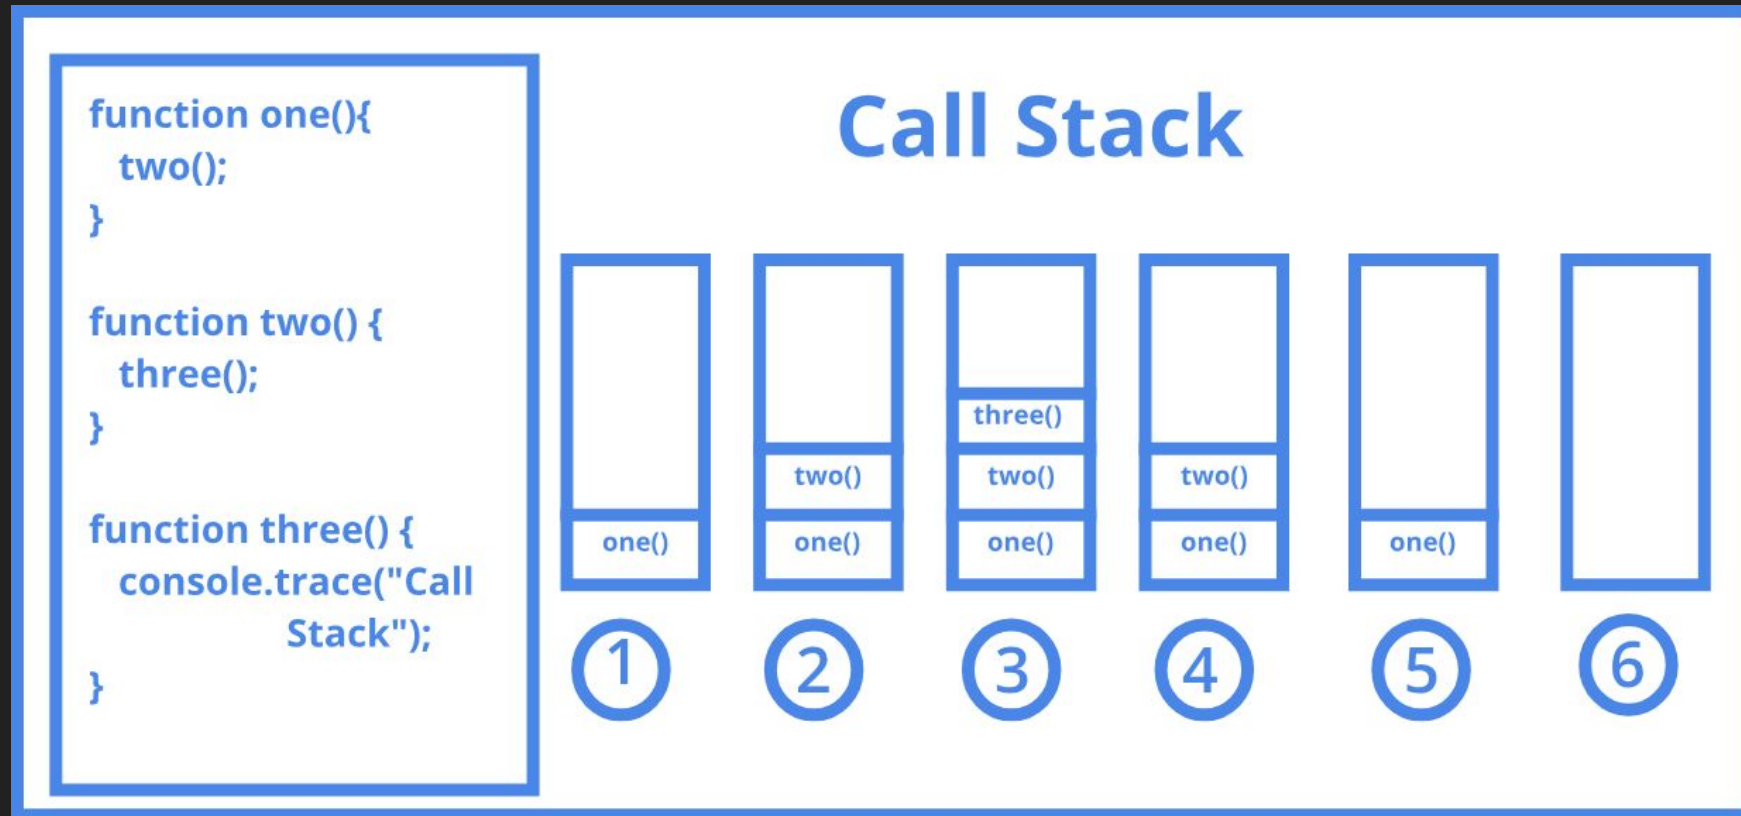 function one(){
two();
}
function two() {
three();
}
function three() {
console.trace("Call
Stack");
}
Call Stack
one()
two()
one()
three()
two()
one()
two()
one()
one()
1
2
3
4
5
6